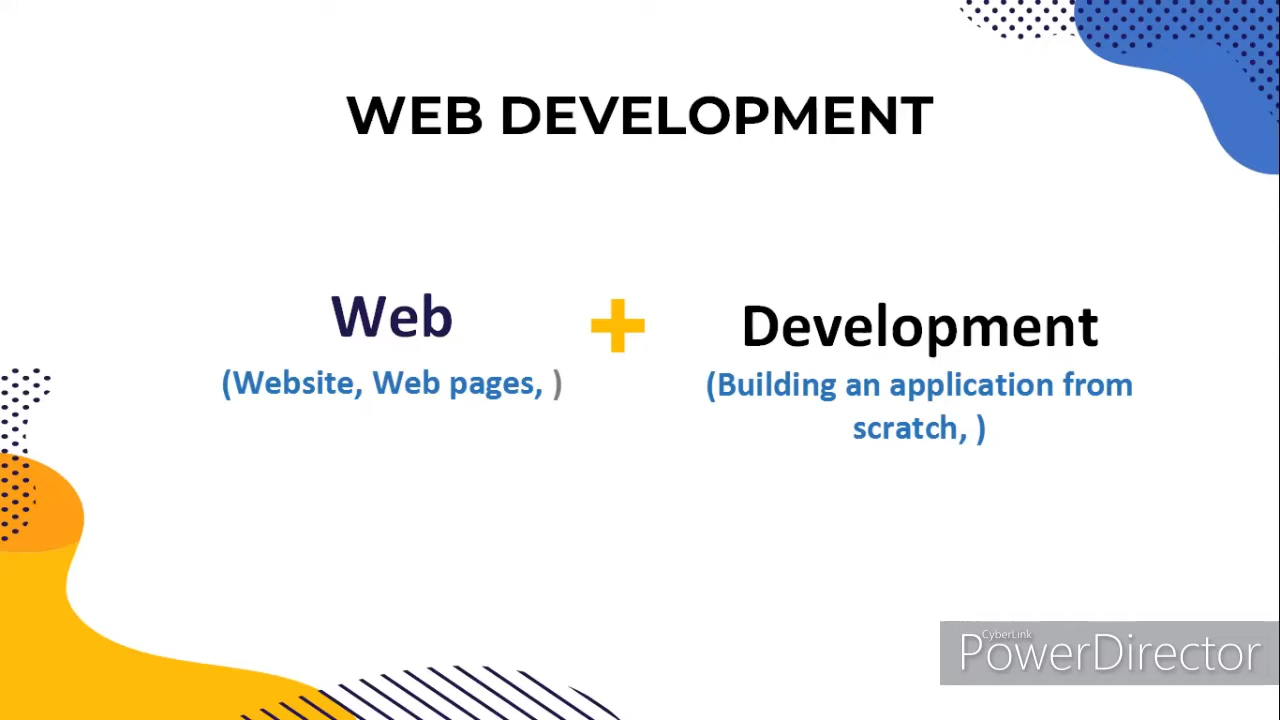 WEB DEVELOPMENT
Web + Development
(Website, Web pages, )
(Building an application from
scratch, )
CyberLink
PowerDirector